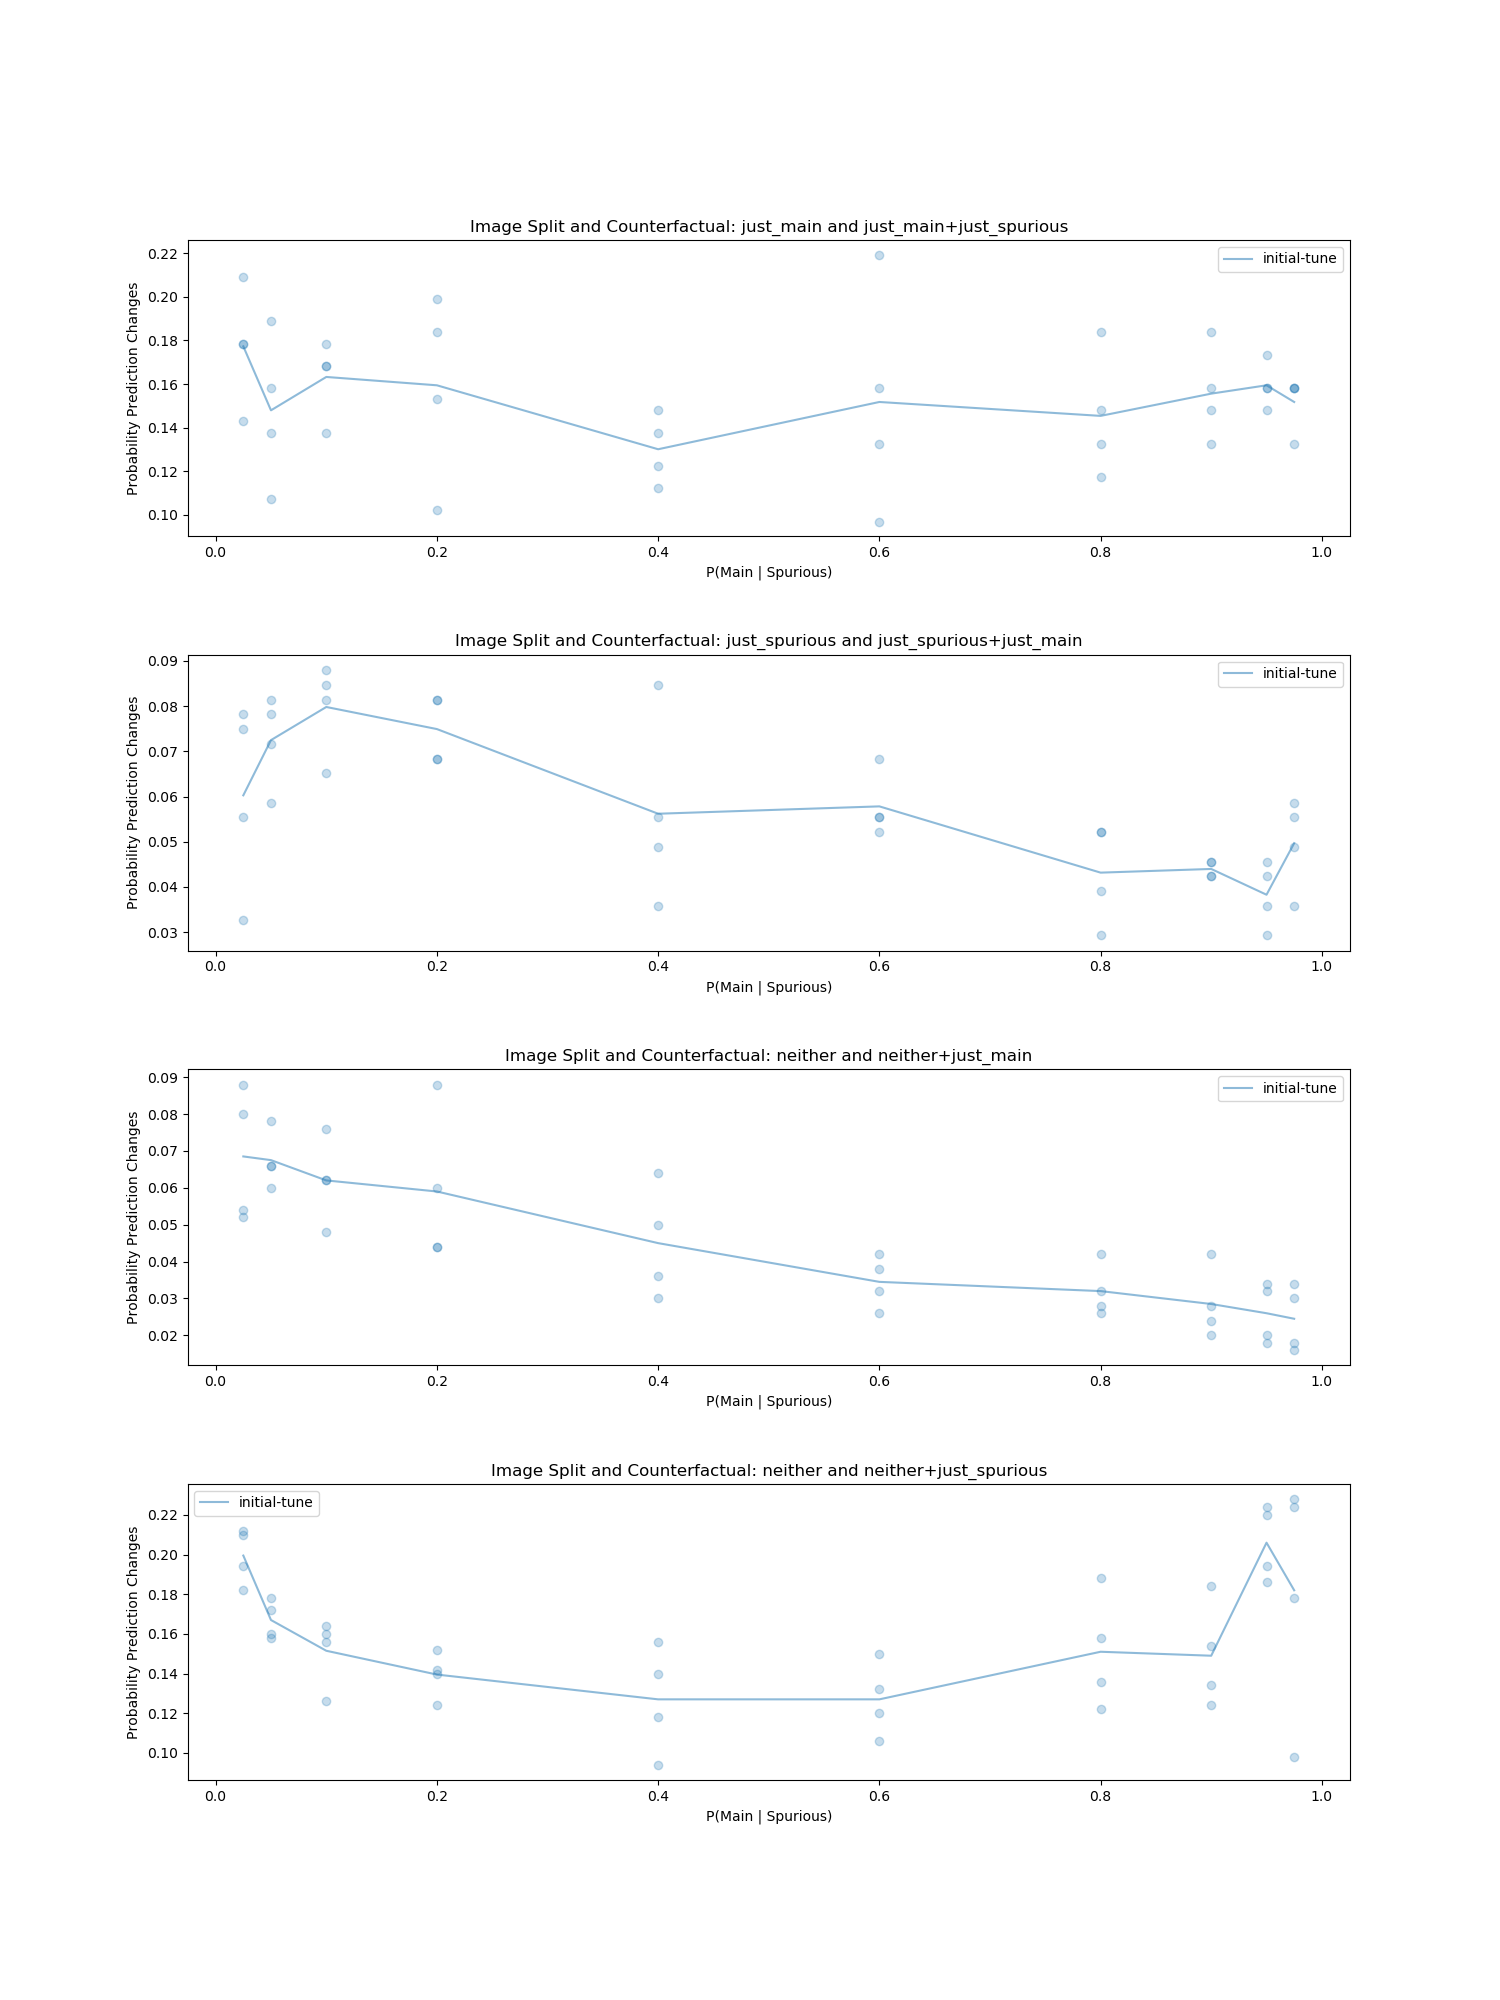 Image Split and Counterfactual: just_main and just_main+just_spurious
initial-tune
Probability Prediction Changes
0.22
0.20
0.18
0.16
0.14
0.12
0.10
0.0 0.2 0.4 0.6 0.8 1.0
P(Main | Spurious)
Image Split and Counterfactual: just_spurious and just_spurious+just_main
initial-tune
Probability Prediction Changes
0.09
0.08
0.07
0.06
0.05
0.04
0.03
0.0 0.2 0.4 0.6 0.8 1.0
P(Main | Spurious)
Image Split and Counterfactual: neither and neither+just_main
initial-tune
Probability Prediction Changes
0.09
0.08
0.07
0.06
0.05
0.04
0.03
0.02
0.0 0.2 0.4 0.6 0.8 1.0
P(Main | Spurious)
Image Split and Counterfactual: neither and neither+just_spurious
initial-tune
Probability Prediction Changes
0.22
0.20
0.18
0.16
0.14
0.12
0.10
0.0 0.2 0.4 0.6 0.8 1.0
P(Main | Spurious)